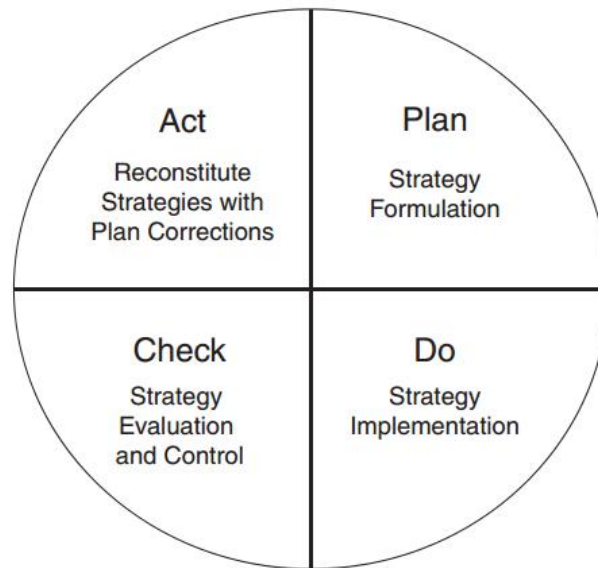 Act
Reconstitute
Strategies with
Plan Corrections
Plan
Strategy
Formulation
Check
Strategy
Evaluation
and Control
Do
Strategy
Implementation